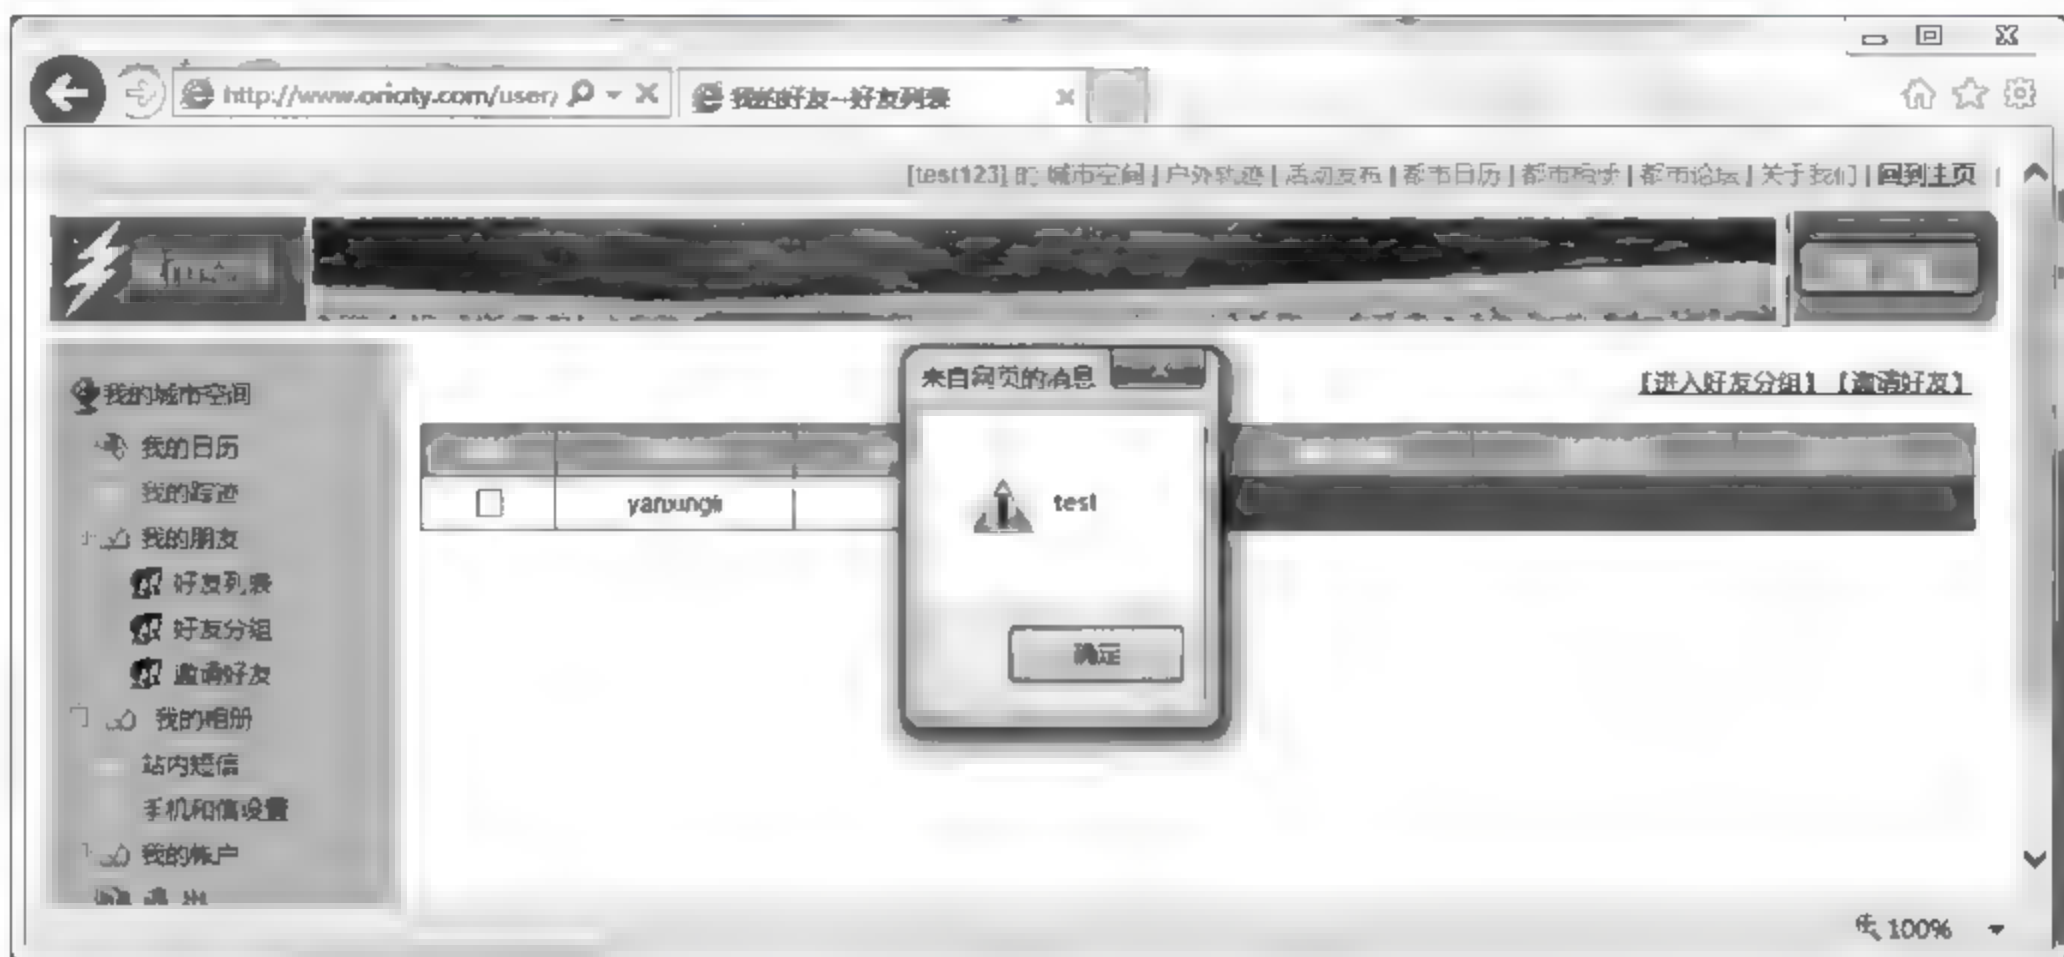 http://www.oricity.com/user/
我的好友--好友列表
[test123] 的 城市空间 | 户外轨迹 | 活动发布 | 都市日历 | 都市相册 | 都市论坛 | 关于我们 | 回到主页 |
来自网页的消息
【进入好友分组】 【邀请好友】
我的城市空间
我的日历
我的踪迹
我的朋友
好友列表
好友分组
邀请好友
我的相册
站内短信
手机和信设置
我的帐户
test
确定
100%